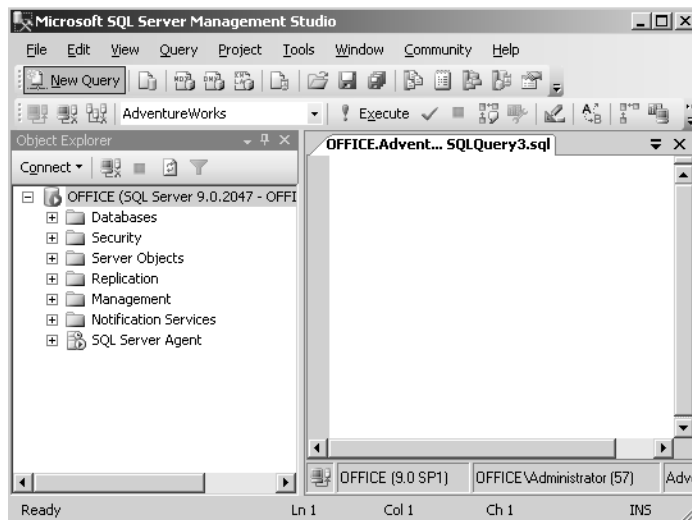 Microsoft SQL Server Management Studio
File Edit View Query Project Tools Window Community Help
New Query
AdventureWorks Execute
Object Explorer
OFFICE.Advent... SQLQuery3.sql
Connect
OFFICE (SQL Server 9.0.2047 - OFFI
Databases
Security
Server Objects
Replication
Management
Notification Services
SQL Server Agent
OFFICE (9.0 SP1) OFFICE\Administrator (57) Adv
Ready Ln 1 Col 1 Ch 1 INS